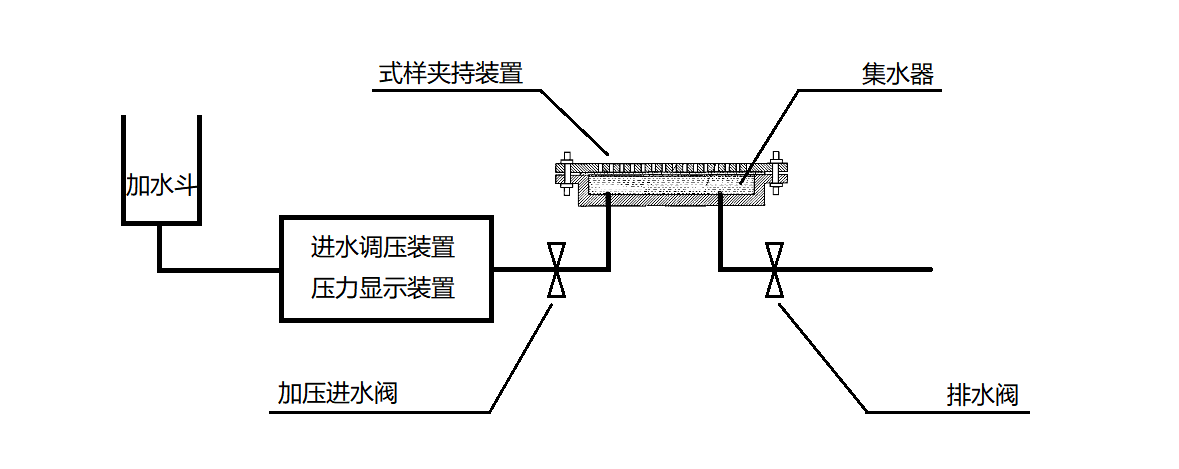 式样夹持装置
集水器
加水斗
进水调压装置
压力显示装置
加压进水阀
排水阀